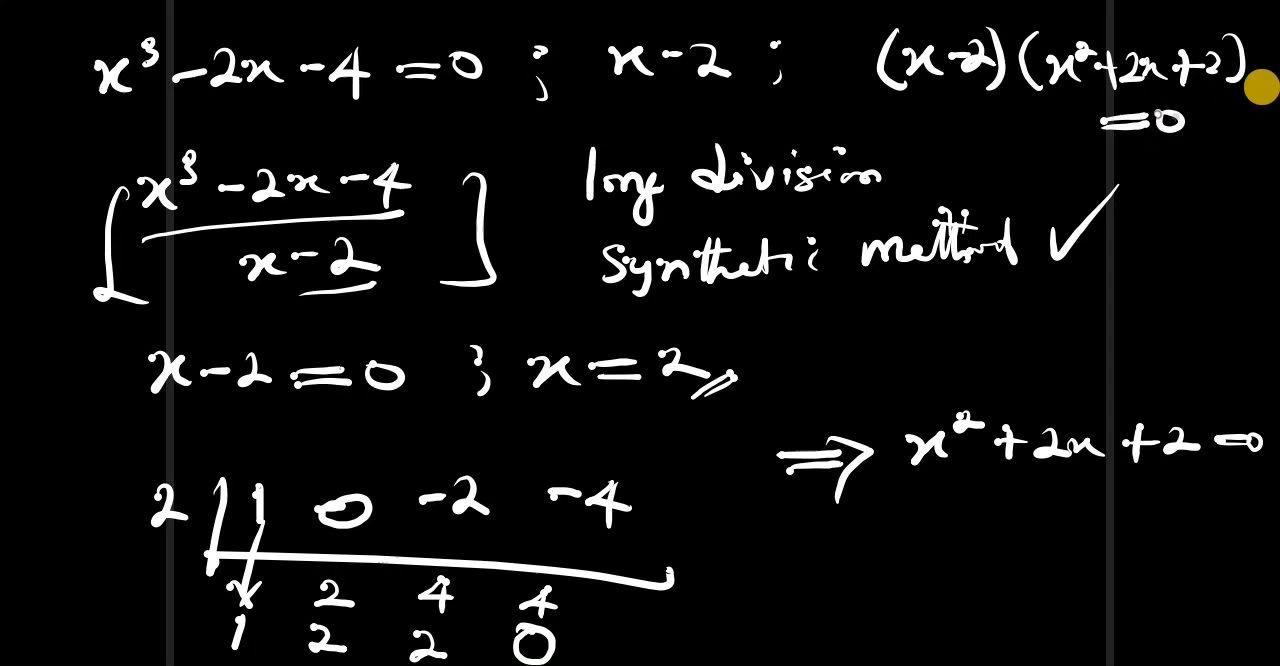 x³ - 2x - 4 = 0 ; x - 2 ; (x - 2)(x² + 2x + 2)
= 0
[ (x³ - 2x - 4) / (x - 2) ] long division
synthetic method ✓
x - 2 = 0 ; x = 2 //
⇒ x² + 2x + 2 = 0
2 | 1 0 -2 -4
x 2 4 4
1 2 2 0